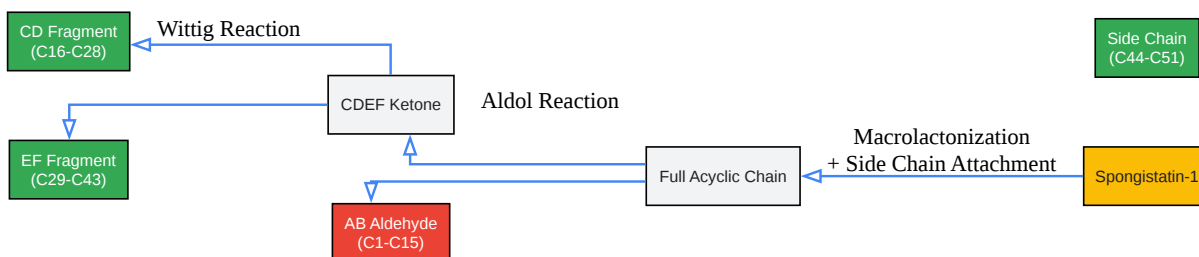 CD Fragment
(C16-C28)
Wittig Reaction
Side Chain
(C44-C51)
CDEF Ketone
Aldol Reaction
EF Fragment
(C29-C43)
Macrolactonization
+ Side Chain Attachment
Full Acyclic Chain
Spongistatin-1
AB Aldehyde
(C1-C15)